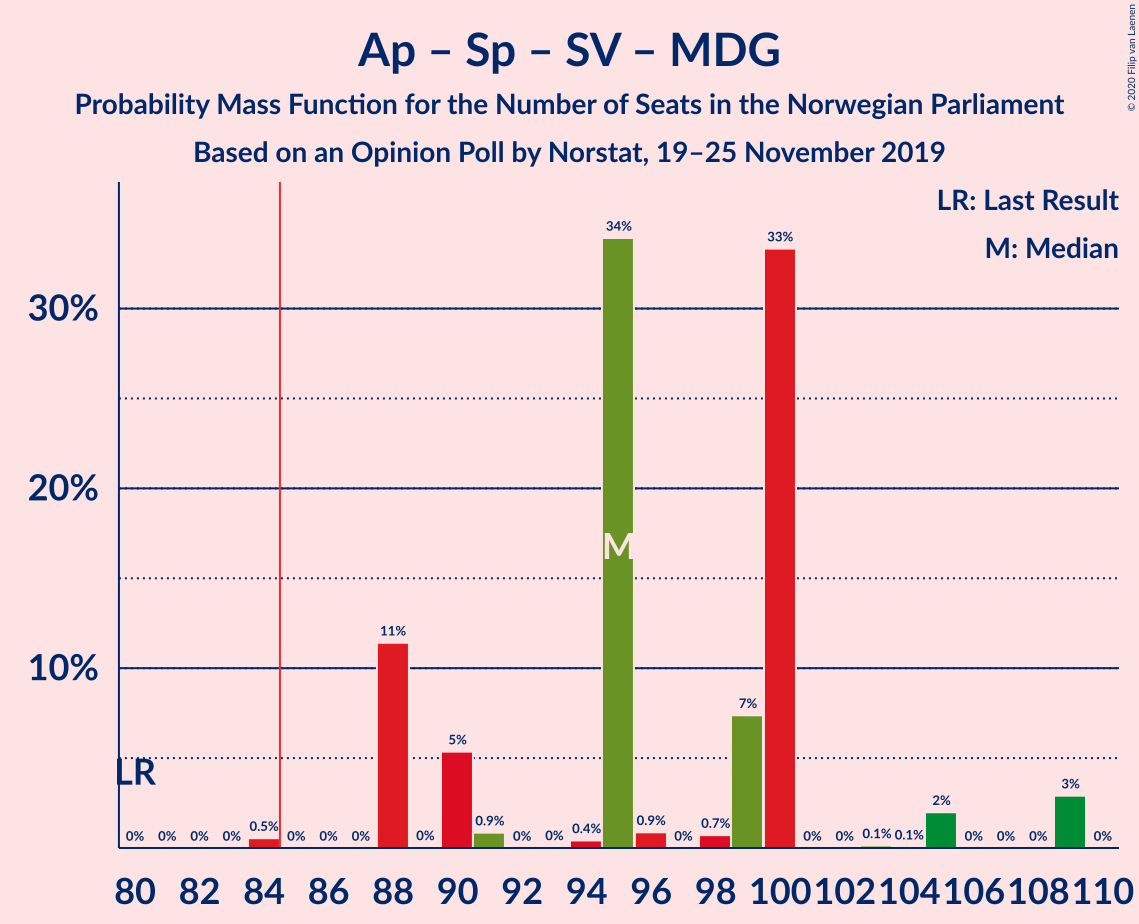 Ap – Sp – SV – MDG
Probability Mass Function for the Number of Seats in the Norwegian Parliament
Based on an Opinion Poll by Norstat, 19–25 November 2019
© 2020 Filip van Laenen
LR: Last Result
M: Median
30%
20%
10%
34%
33%
M
11%
7%
5%
LR
0% 0% 0% 0% 0.5% 0% 0% 0% 0% 0.9% 0% 0% 0.4% 0.9% 0% 0.7% 0% 0% 0.1% 0.1% 2% 0% 0% 0% 3% 0%
80 82 84 86 88 90 92 94 96 98 100 102 104 106 108 110